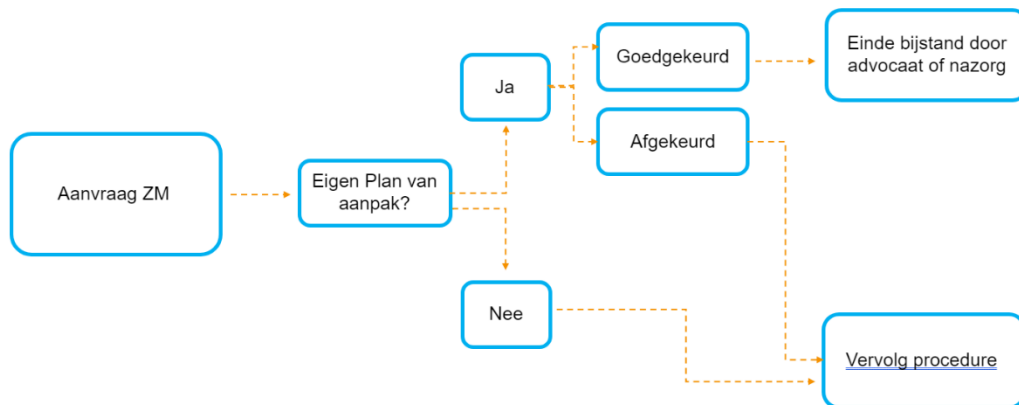 Aanvraag ZM
Eigen Plan van
aanpak?
Ja
Goedgekeurd
Einde bijstand door
advocaat of nazorg
Afgekeurd
Nee
Vervolg procedure